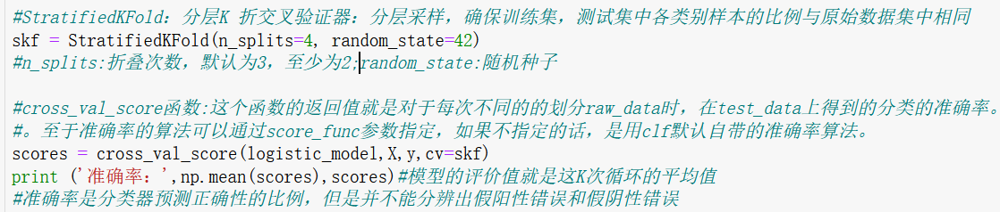 #StratifiedKFold：分层K 折交叉验证器：分层采样，确保训练集，测试集中各类别样本的比例与原始数据集中相同
skf = StratifiedKFold(n_splits=4, random_state=42)
#n_splits:折叠次数，默认为3，至少为2;random_state:随机种子
#cross_val_score函数:这个函数的返回值就是对于每次不同的的划分raw_data时，在test_data上得到的分类的准确率。
#。至于准确率的算法可以通过score_func参数指定，如果不指定的话，是用clf默认自带的准确率算法。
scores = cross_val_score(logistic_model,X,y,cv=skf)
print ('准确率：',np.mean(scores),scores)#模型的评价值就是这K次循环的平均值
#准确率是分类器预测正确性的比例，但是并不能分辨出假阳性错误和假阴性错误